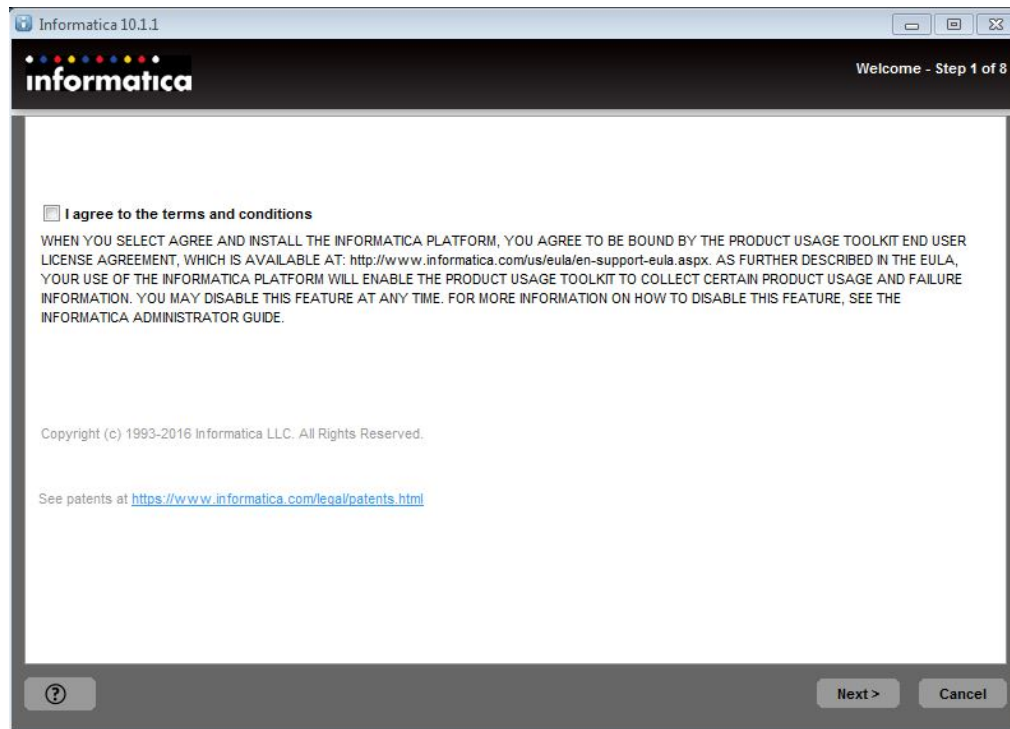 Informatica 10.1.1
informatica
Welcome - Step 1 of 8
I agree to the terms and conditions
WHEN YOU SELECT AGREE AND INSTALL THE INFORMATICA PLATFORM, YOU AGREE TO BE BOUND BY THE PRODUCT USAGE TOOLKIT END USER
LICENSE AGREEMENT, WHICH IS AVAILABLE AT: http://www.informatica.com/us/eula/en-support-eula.aspx. AS FURTHER DESCRIBED IN THE EULA,
YOUR USE OF THE INFORMATICA PLATFORM WILL ENABLE THE PRODUCT USAGE TOOLKIT TO COLLECT CERTAIN PRODUCT USAGE AND FAILURE
INFORMATION. YOU MAY DISABLE THIS FEATURE AT ANY TIME. FOR MORE INFORMATION ON HOW TO DISABLE THIS FEATURE, SEE THE
INFORMATICA ADMINISTRATOR GUIDE.
Copyright (c) 1993-2016 Informatica LLC. All Rights Reserved.
See patents at https://www.informatica.com/legal/patents.html
?
Next >
Cancel